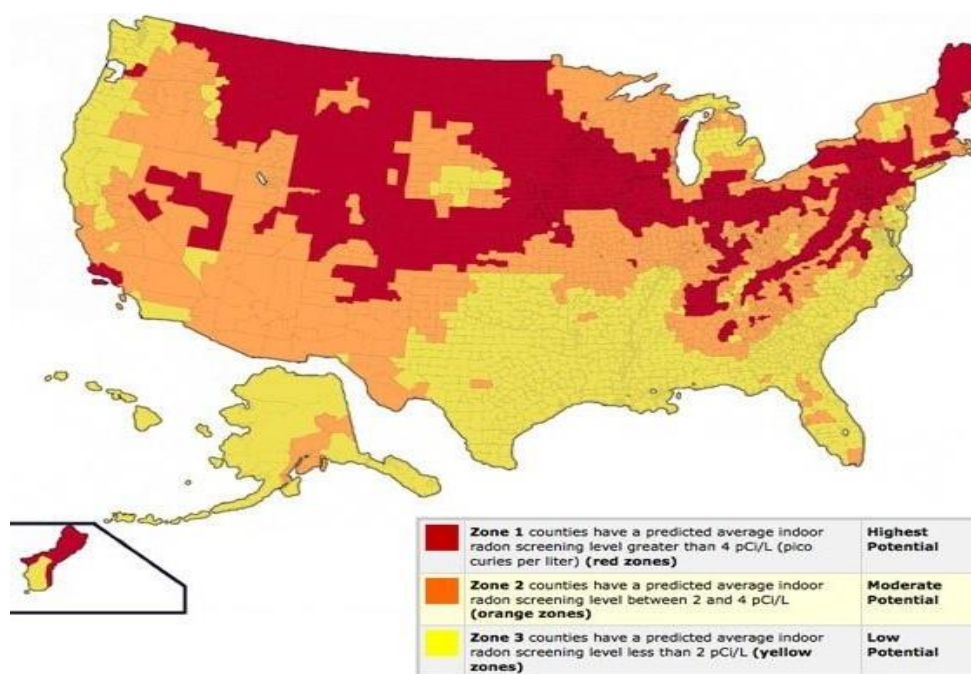 Zone 1 counties have a predicted average indoor
radon screening level greater than 4 pCi/L (pico
curies per liter) (red zones)
Highest
Potential
Zone 2 counties have a predicted average indoor
radon screening level between 2 and 4 pCi/L
(orange zones)
Moderate
Potential
Zone 3 counties have a predicted average indoor
radon screening level less than 2 pCi/L (yellow
zones)
Low
Potential